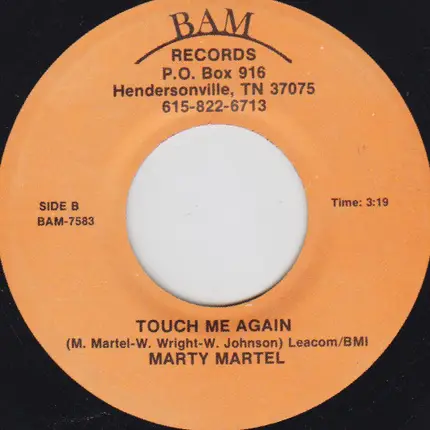 BAM
RECORDS
P.O. Box 916
Hendersonville, TN 37075
615-822-6713
SIDE B
BAM-7583
Time: 3:19
TOUCH ME AGAIN
(M. Martel-W. Wright-W. Johnson) Leacom/BMI
MARTY MARTEL